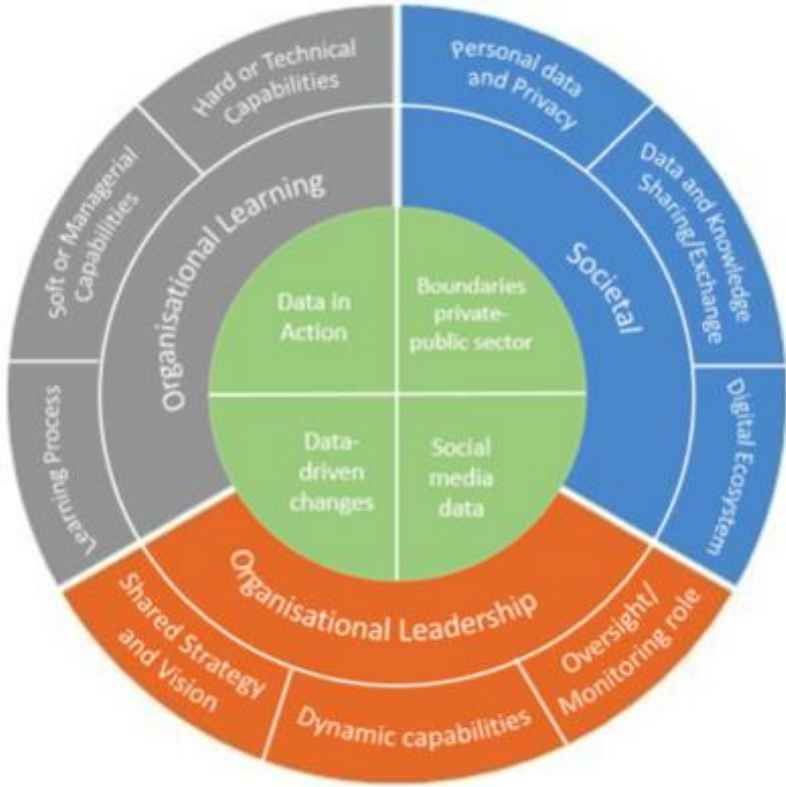 Hard or Technical
Capabilities
Personal data
and Privacy
Soft or Managerial
Capabilities
Data and Knowledge
Sharing/Exchange
Organisational Learning
Societal
Data in
Action
Boundaries
private-
public sector
Learning Process
Digital Ecosystem
Data-
driven
changes
Social
media
data
Organisational Leadership
Shared Strategy
and Vision
Dynamic capabilities
Oversight/
Monitoring role